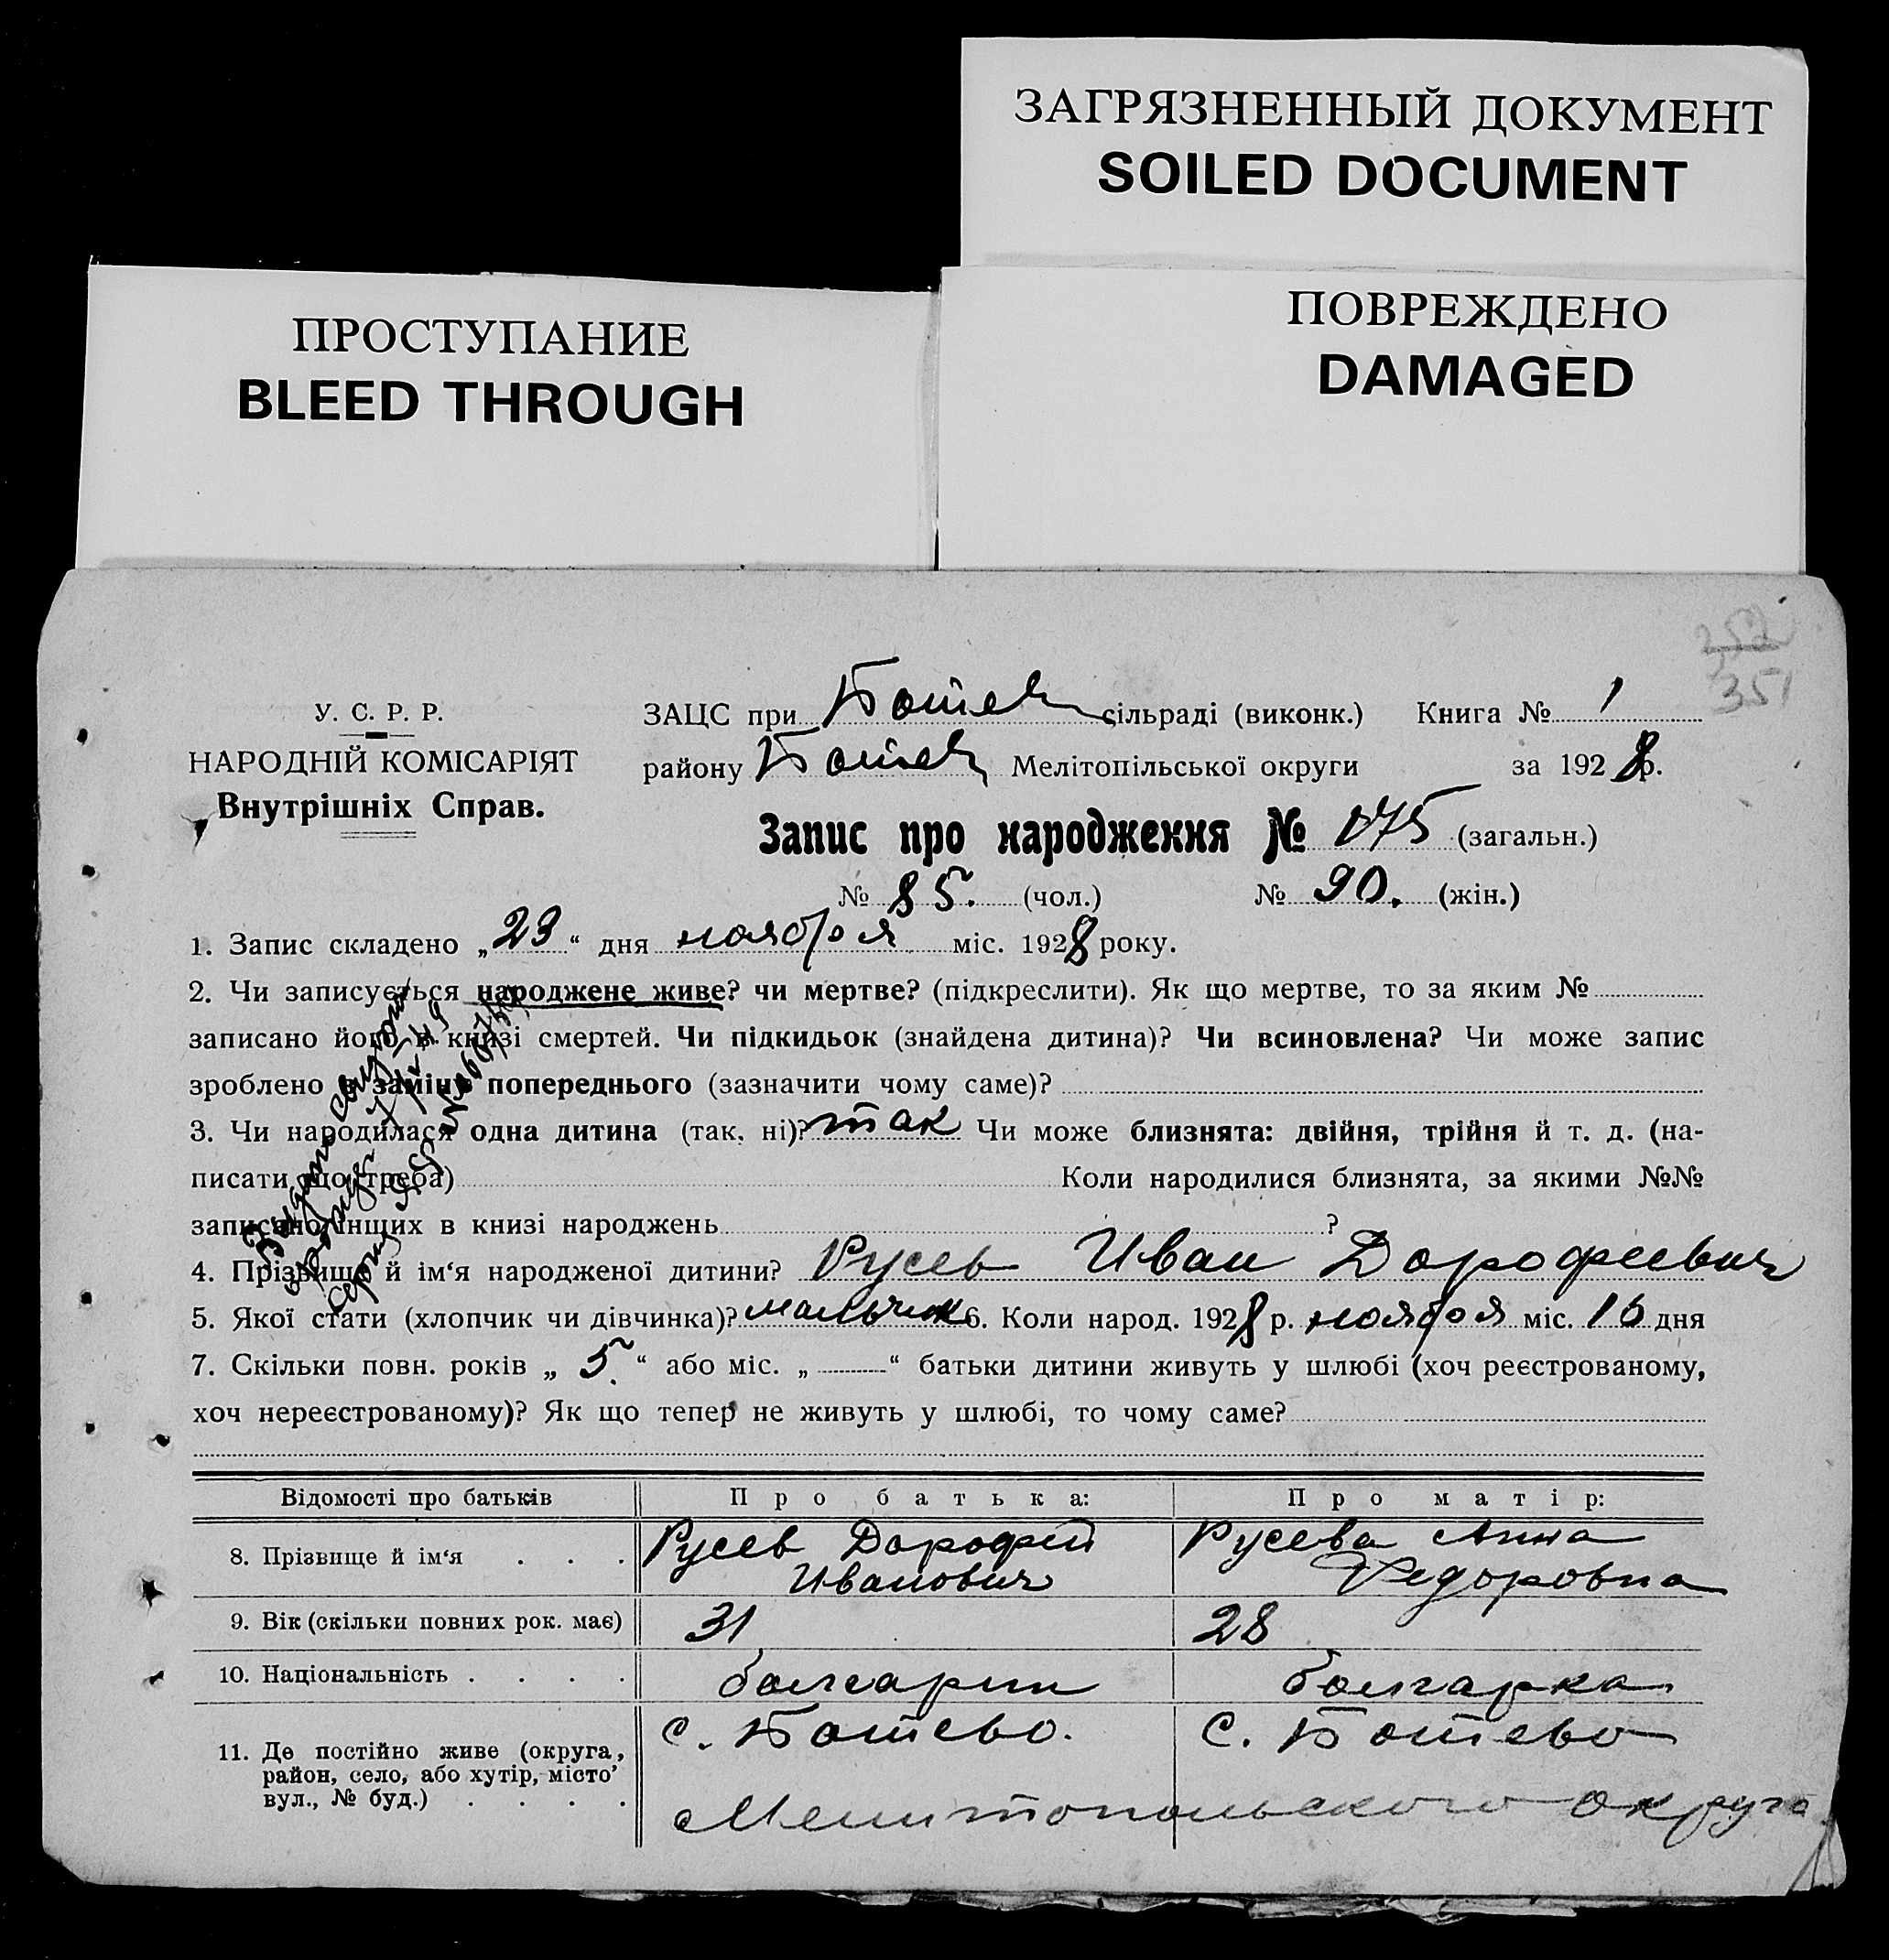 ЗАГРЯЗНЕННЫЙ ДОКУМЕНТ
SOILED DOCUMENT
ПРОСТУПАНИЕ
BLEED THROUGH
ПОВРЕЖДЕНО
DAMAGED
252
351
У. С. Р. Р.
НАРОДНІЙ КОМІСАРІЯТ
Внутрішніх Справ.
ЗАЦС при Ботев сільраді (виконк.) Книга № 1
району Ботев Мелітопільської округи за 1928 р.
Запис про народження № 175 (загальн.)
№ 85. (чол.) № 90. (жін.)
1. Запис складено „23“ дня ноября міс. 1928 року.
2. Чи записується народжене живе? чи мертве? (підкреслити). Як що мертве, то за яким №
записано його в книзі смертей. Чи підкидьок (знайдена дитина)? Чи всиновлена? Чи може запис
зроблено в заміну попереднього (зазначити чому саме)?
3. Чи народилася одна дитина (так, ні)? так Чи може близнята: двійня, трійня й т. д. (на-
писати що треба) Коли народилися близнята, за якими №№
записано інших в книзі народжень ?
4. Прізвище й ім‘я народженої дитини? Русев Иван Дорофеевич
5. Якої стати (хлопчик чи дівчинка)? мальчик 6. Коли народ. 1928 р. ноября міс. 16 дня
7. Скільки повн. років „5.“ або міс. „ — “ батьки дитини живуть у шлюбі (хоч реєстрованому,
хоч нереєстрованому)? Як що тепер не живуть у шлюбі, то чому саме?
Відомості про батьків Про батька: Про матір:
8. Прізвище й ім‘я . . . Русев Дорофей Иванович Русева Анна Федоровна
9. Вік (скільки повних рок. має) 31 28
10. Національність . . . . болгарин болгарка
11. Де постійно живе (округа, район, село, або хутір, місто’ вул., № буд.) . . . . с. Ботево. с. Ботево
Мелитопольского округа